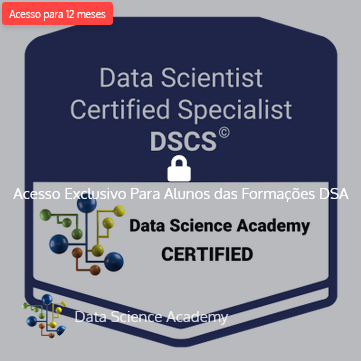 Acesso para 12 meses
Data Scientist
Certified Specialist
DSCS©
Acesso Exclusivo Para Alunos das Formações DSA
Data Science Academy
CERTIFIED
Data Science Academy